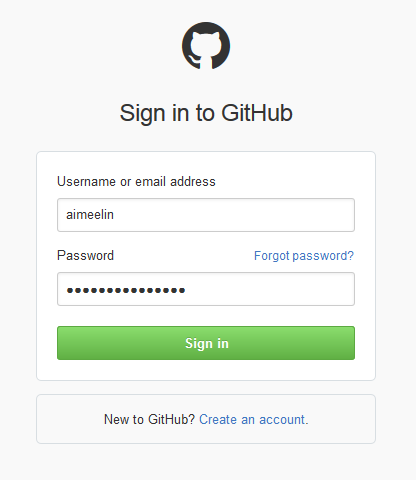 Sign in to GitHub
Username or email address
aimeelin
Password Forgot password?
•••••••••••••••
Sign in
New to GitHub? Create an account.